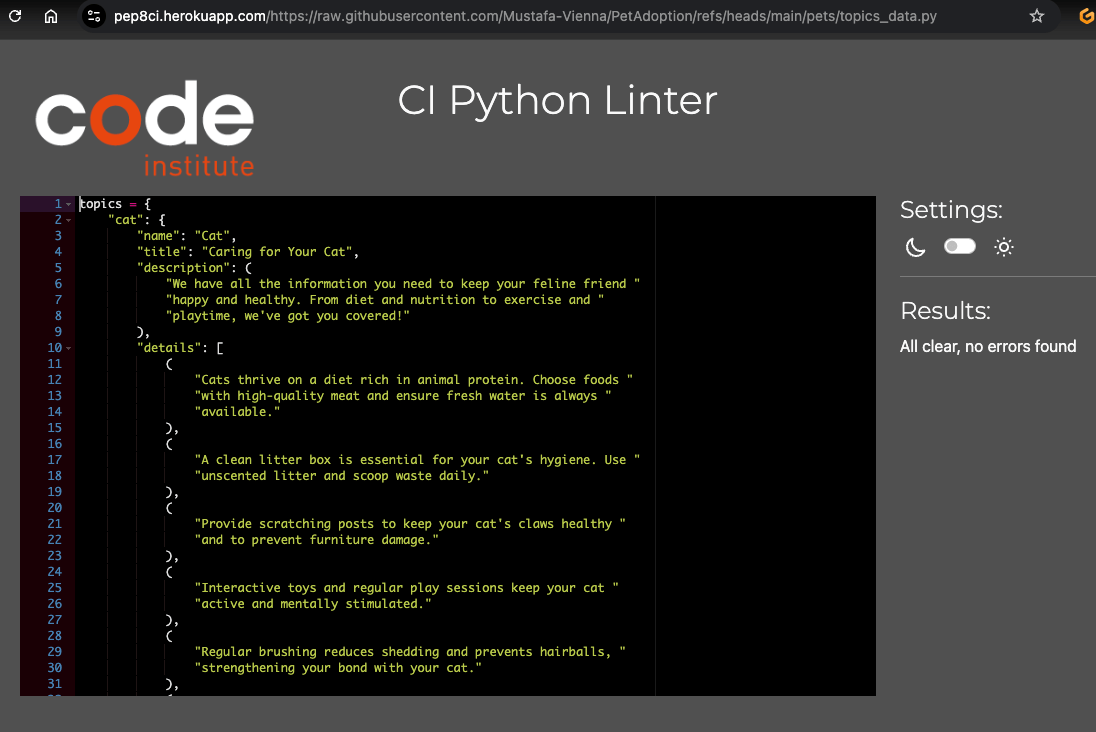 pep8ci.herokuapp.com/https://raw.githubusercontent.com/Mustafa-Vienna/PetAdoption/refs/heads/main/pets/topics_data.py
code
institute
CI Python Linter
1 topics = {
2 "cat": {
3 "name": "Cat",
4 "title": "Caring for Your Cat",
5 "description": (
6 "We have all the information you need to keep your feline friend "
7 "happy and healthy. From diet and nutrition to exercise and "
8 "playtime, we've got you covered!"
9 ),
10 "details": [
11 (
12 "Cats thrive on a diet rich in animal protein. Choose foods "
13 "with high-quality meat and ensure fresh water is always "
14 "available."
15 ),
16 (
17 "A clean litter box is essential for your cat's hygiene. Use "
18 "unscented litter and scoop waste daily."
19 ),
20 (
21 "Provide scratching posts to keep your cat's claws healthy "
22 "and to prevent furniture damage."
23 ),
24 (
25 "Interactive toys and regular play sessions keep your cat "
26 "active and mentally stimulated."
27 ),
28 (
29 "Regular brushing reduces shedding and prevents hairballs, "
30 "strengthening your bond with your cat."
31 ),
Settings:
Results:
All clear, no errors found